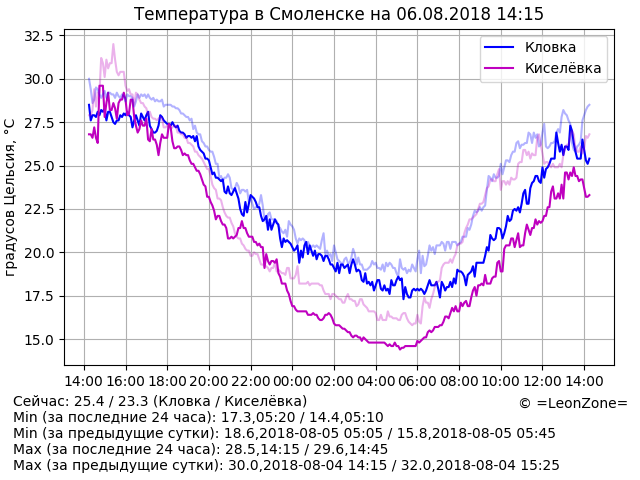 Температура в Смоленске на 06.08.2018 14:15
32.5
30.0
27.5
25.0
22.5
20.0
17.5
15.0
градусов Цельсия, °C
Кловка
Киселёвка
14:00 16:00 18:00 20:00 22:00 00:00 02:00 04:00 06:00 08:00 10:00 12:00 14:00
Сейчас: 25.4 / 23.3 (Кловка / Киселёвка)
© =LeonZone=
Min (за последние 24 часа): 17.3,05:20 / 14.4,05:10
Min (за предыдущие сутки): 18.6,2018-08-05 05:05 / 15.8,2018-08-05 05:45
Max (за последние 24 часа): 28.5,14:15 / 29.6,14:45
Max (за предыдущие сутки): 30.0,2018-08-04 14:15 / 32.0,2018-08-04 15:25